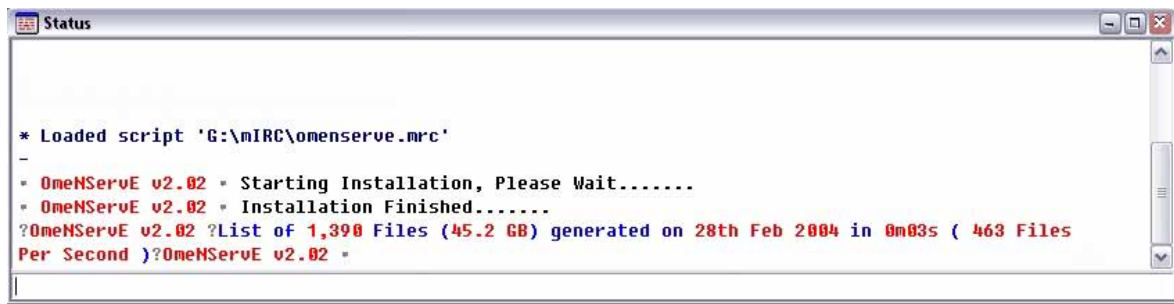 Status
* Loaded script 'G:\mIRC\omenserve.mrc'
-
▪ OmeNServE v2.02 ▪ Starting Installation, Please Wait.......
▪ OmeNServE v2.02 ▪ Installation Finished.......
?OmeNServE v2.02 ?List of 1,390 Files (45.2 GB) generated on 28th Feb 2004 in 0m03s ( 463 Files
Per Second )?OmeNServE v2.02 ▪